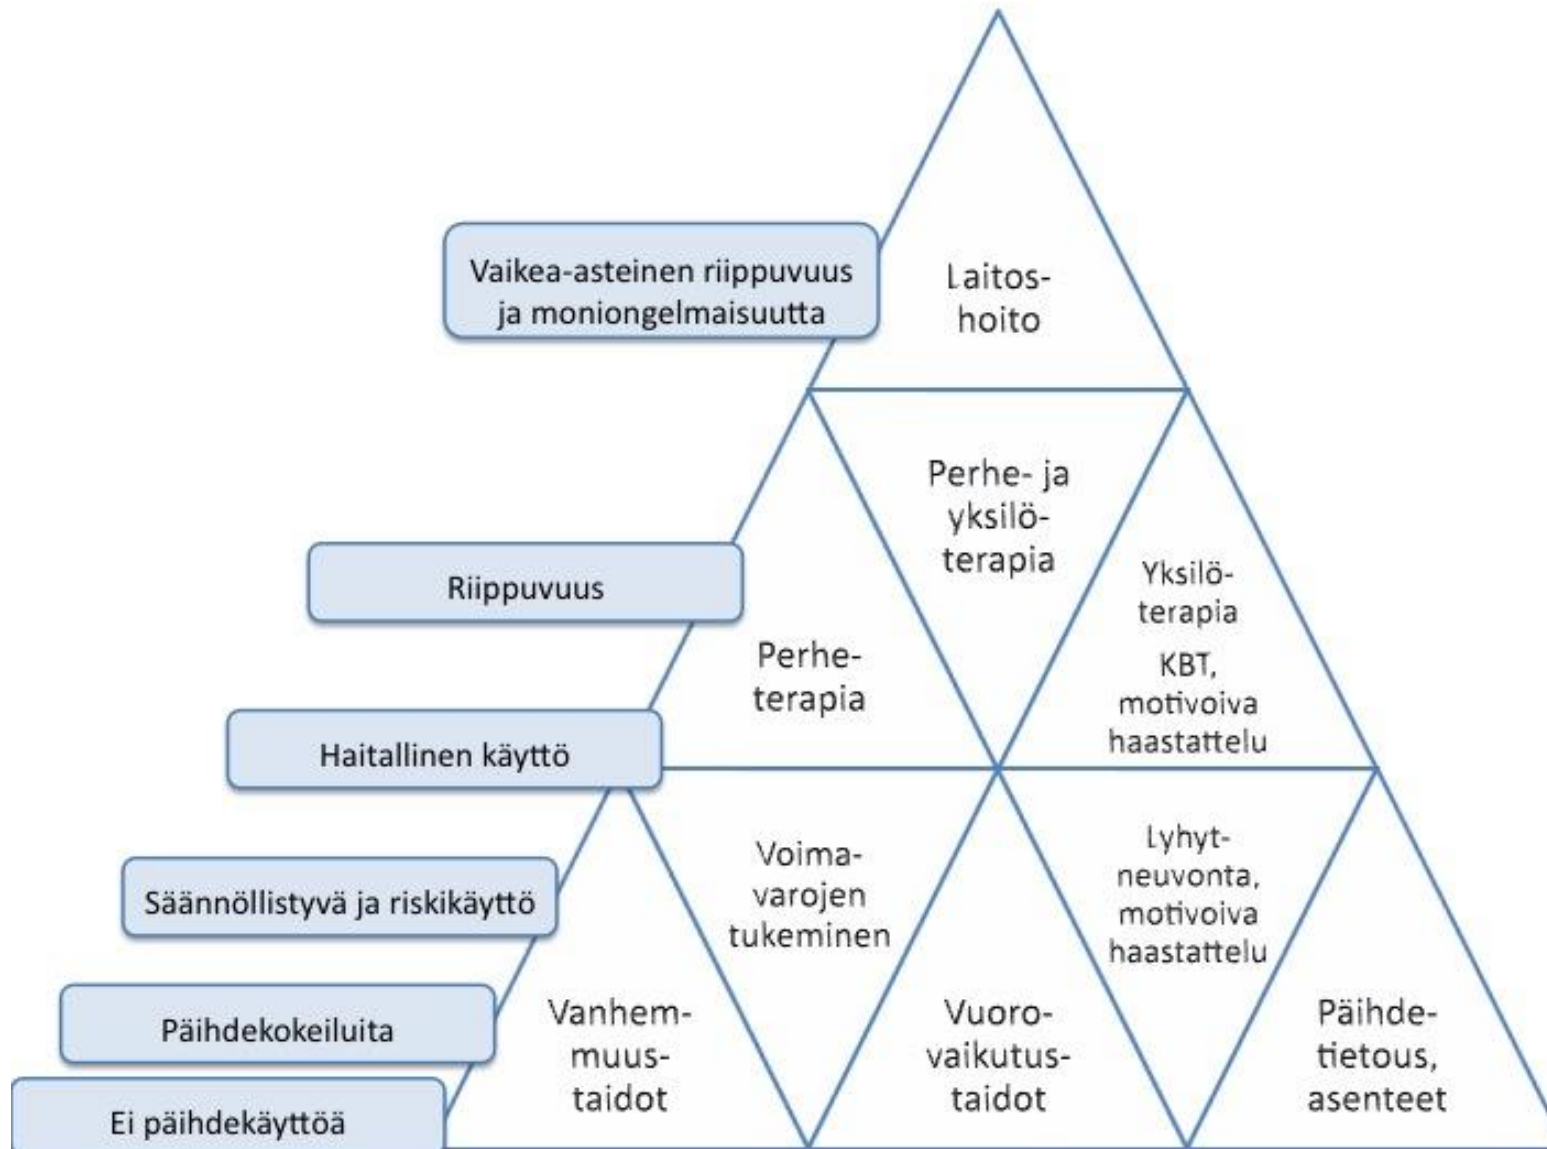 Vaikea-asteinen riippuvuus
ja moniongelmaisuutta
Laitos-
hoito
Perhe- ja
yksilö-
terapia
Riippuvuus
Yksilö-
terapia
KBT,
motivoiva
haastattelu
Perhe-
terapia
Haitallinen käyttö
Voima-
varojen
tukeminen
Lyhyt-
neuvonta,
motivoiva
haastattelu
Säännöllistyvä ja riskikäyttö
Päihdekokeiluita
Vanhem-
muus-
taidot
Vuoro-
vaikutus-
taidot
Päihde-
tietous,
asenteet
Ei päihdekäyttöä